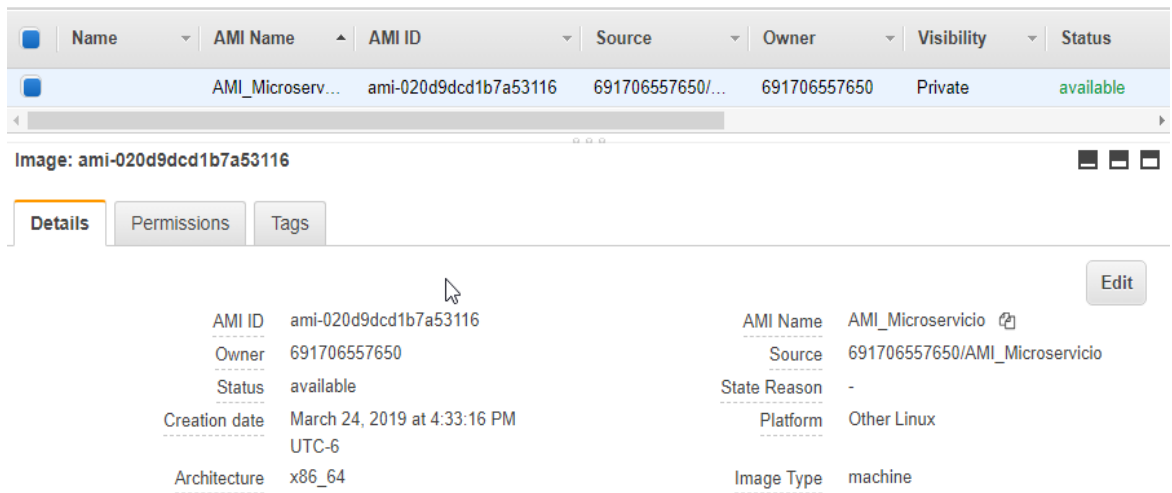 Name AMI Name AMI ID Source Owner Visibility Status
AMI_Microserv... ami-020d9dcd1b7a53116 691706557650/... 691706557650 Private available
Image: ami-020d9dcd1b7a53116
Details Permissions Tags
Edit
AMI ID ami-020d9dcd1b7a53116 AMI Name AMI_Microservicio
Owner 691706557650 Source 691706557650/AMI_Microservicio
Status available State Reason -
Creation date March 24, 2019 at 4:33:16 PM Platform Other Linux
UTC-6
Architecture x86_64 Image Type machine